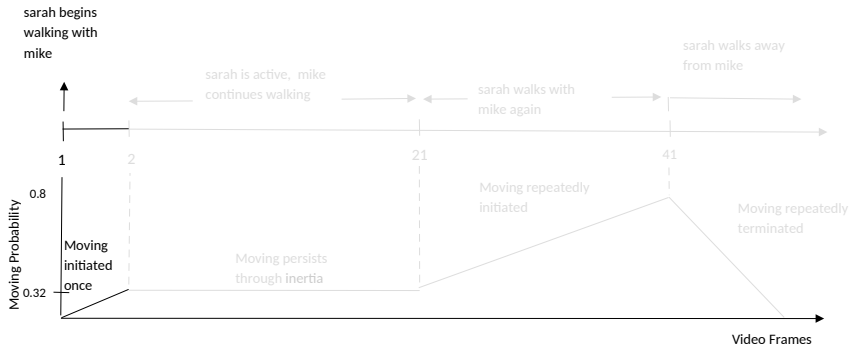 sarah begins
walking with
mike
sarah is active, mike
continues walking
sarah walks with
mike again
sarah walks away
from mike
1
2
21
41
0.8
0.32
Moving Probability
Moving
initiated
once
Moving persists
through inertia
Moving repeatedly
initiated
Moving repeatedly
terminated
Video Frames